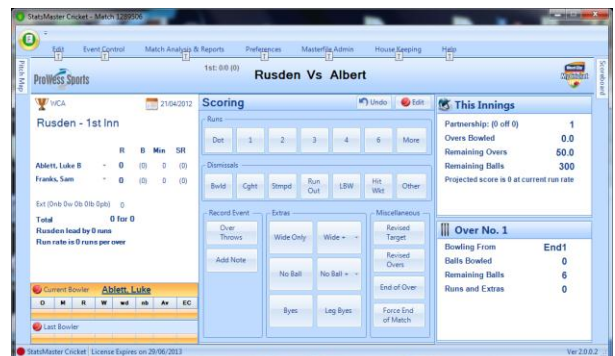 StatsMaster Cricket - Match 1289506
Edit Event Control Match Analysis & Reports Preferences Masterfile Admin House Keeping Help
Pitch Map
ProWess Sports
1st: 0/0 (0)
Rusden Vs Albert
Scoreboard
WCA 21/04/2012
Rusden - 1st Inn
R B Min SR
Ablett, Luke B - 0 (0) 0 (0)
Franks, Sam - 0 (0) 0 (0)
Ext (0nb 0w 0b 0lb 0pb) 0
Total 0 for 0
Rusden lead by 0 runs
Run rate is 0 runs per over
Current Bowler Ablett, Luke
O M R W wd nb Av EC
Last Bowler
Scoring Undo Edit
Runs
Dot 1 2 3 4 6 More
Dismissals
Bwld Cght Stmpd Run Out LBW Hit Wkt Other
Record Event
Over Throws
Add Note
Extras
Wide Only Wide +
No Ball No Ball +
Byes Leg Byes
Miscellaneous
Revised Target
Revised Overs
End of Over
Force End of Match
This Innings
Partnership: (0 off 0) 1
Overs Bowled 0.0
Remaining Overs 50.0
Remaining Balls 300
Projected score is 0 at current run rate
Over No. 1
Bowling From End1
Balls Bowled 0
Remaining Balls 6
Runs and Extras 0
StatsMaster Cricket License Expires on 29/06/2013 Ver 2.0.0.2